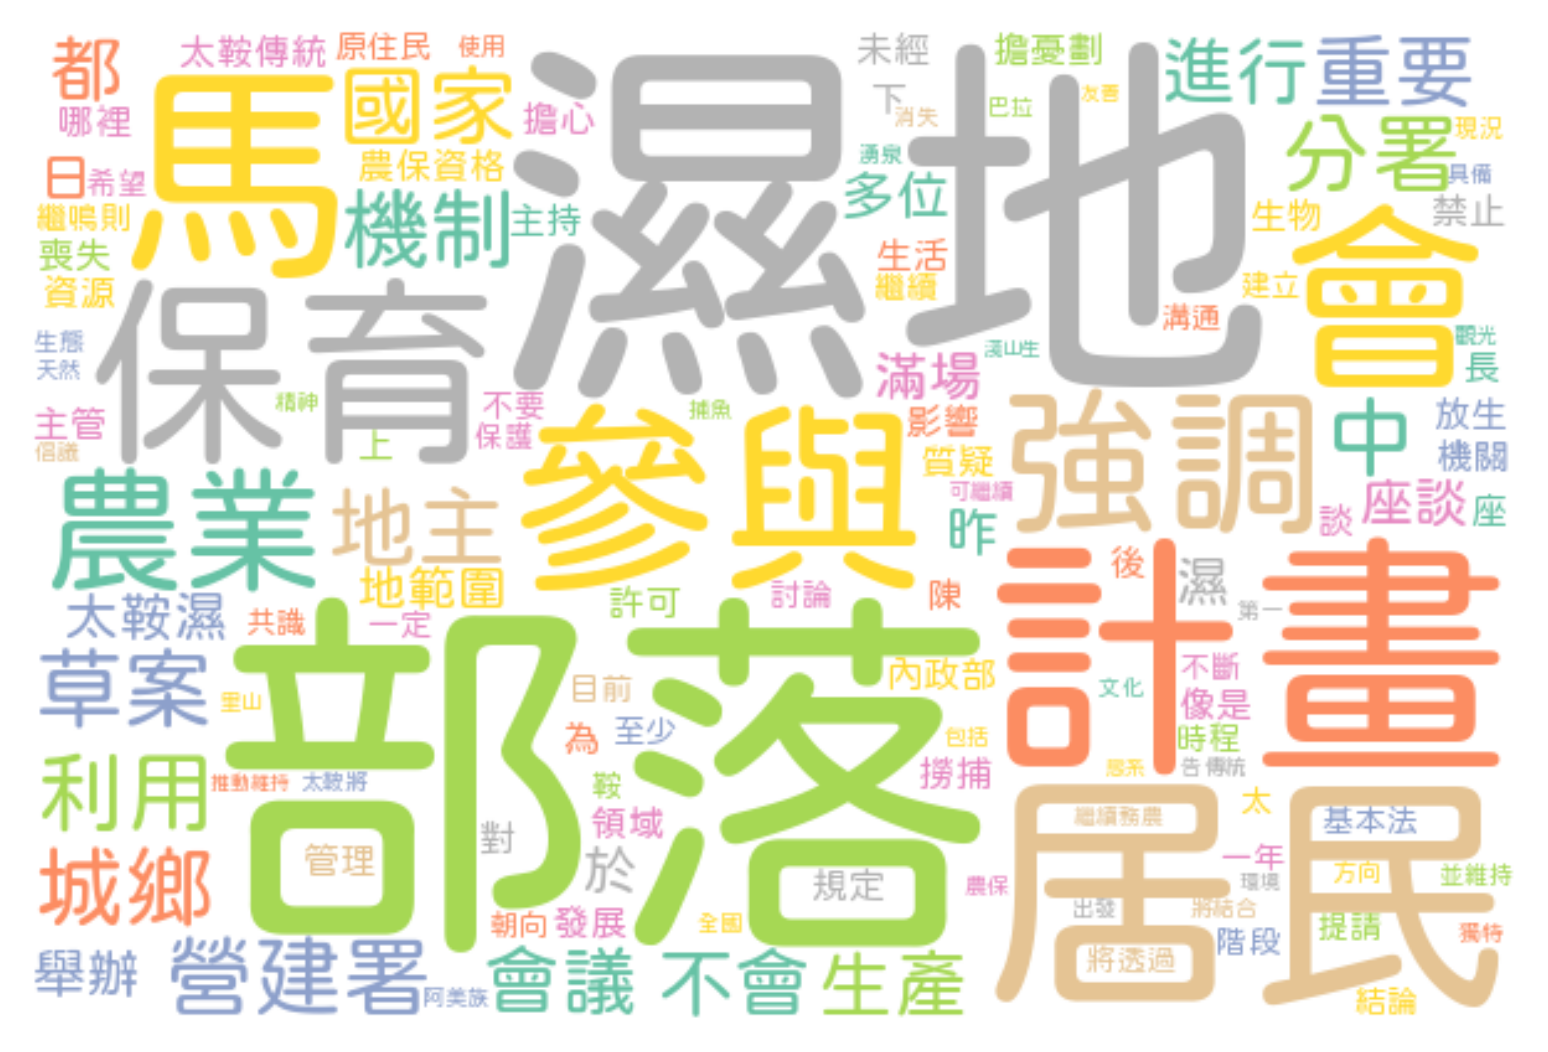 都
太鞍傳統
原住民
使用
未經
擔憂劃
進行
重要
哪裡
馬
國家
擔心
濕地
下
消失
巴拉
友善
分署
現況
日
希望
農保資格
湧泉
多位
具備
繼鳴則
機制
主持
生物
禁止
喪失
生活
會
資源
保育
繼續
建立
溝通
生態
天然
滿場
觀光
長
主管
精神
不要
捕魚
影響
強調
中
放生
倡議
上
保護
參與
質疑
機關
農業
地主
可繼續
座談
座
昨
談
地範圍
許可
討論
陳
後
濕
計畫
太鞍濕
共識
一定
部落
第一
草案
里山
目前
內政部
文化
不斷
像是
為
至少
包括
時程
利用
推動維持
太鞍將
鞍
撈捕
告傳統
領域
居民
太
繼續務農
基本法
城鄉
管理
對
於
規定
農保
一年
環境
方向
並維持
朝向
發展
全國
出發
將結合
提請
獨特
舉辦
營建署
阿美族
會議
不會
生產
將透過
階段
結論